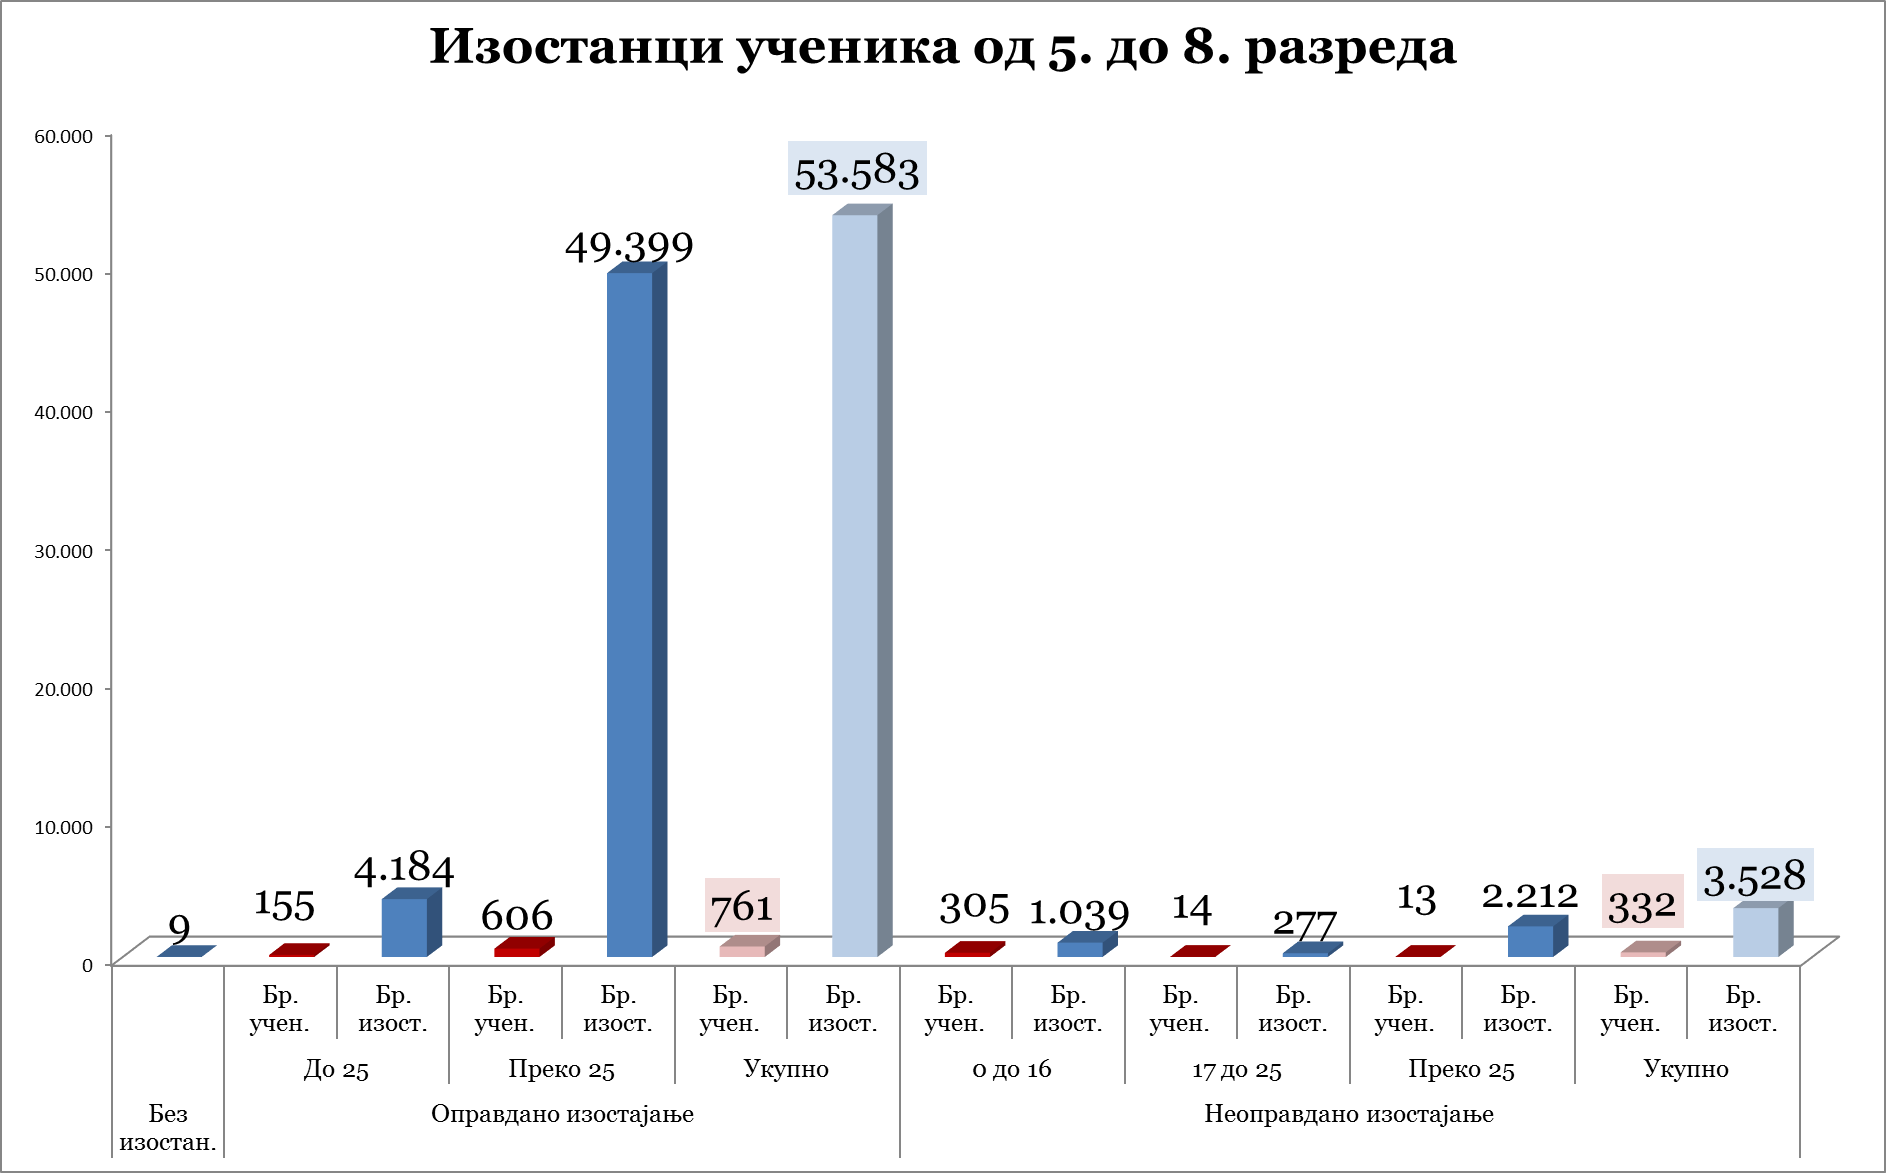 Изостанци ученика од 5. до 8. разреда
60.000
50.000
40.000
30.000
20.000
10.000
0
9
155
4.184
606
49.399
761
53.583
305
1.039
14
277
13
2.212
332
3.528
Бр. учен.
Бр. изост.
Бр. учен.
Бр. изост.
Бр. учен.
Бр. изост.
Бр. учен.
Бр. изост.
Бр. учен.
Бр. изост.
Бр. учен.
Бр. изост.
Бр. учен.
Бр. изост.
До 25
Преко 25
Укупно
0 до 16
17 до 25
Преко 25
Укупно
Без
изостан.
Оправдано изостајање
Неоправдано изостајање